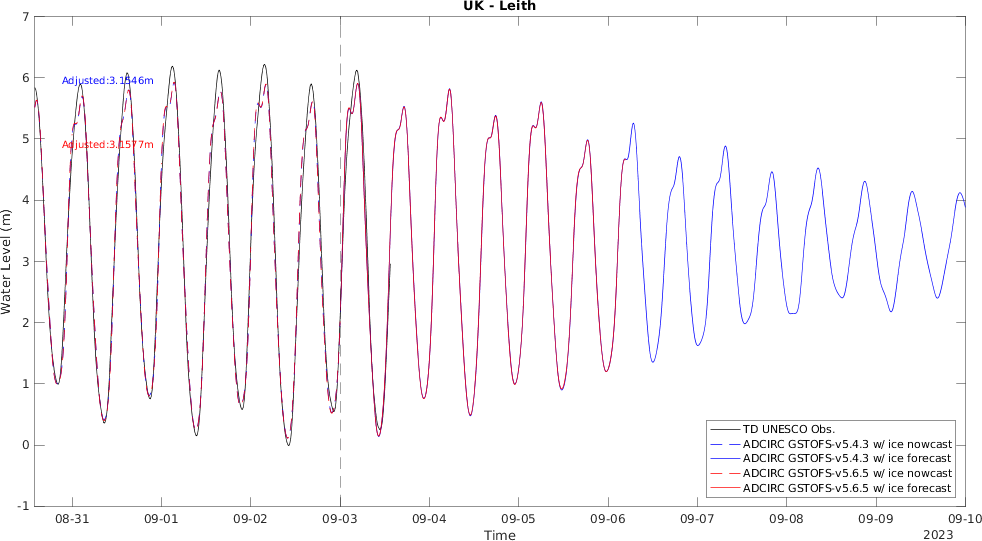 UK - Leith
7
6
5
4
3
2
1
0
-1
Water Level (m)
Adjusted:3.1546m
Adjusted:3.1577m
TD UNESCO Obs.
ADCIRC GSTOFS-v5.4.3 w/ ice nowcast
ADCIRC GSTOFS-v5.4.3 w/ ice forecast
ADCIRC GSTOFS-v5.6.5 w/ ice nowcast
ADCIRC GSTOFS-v5.6.5 w/ ice forecast
08-31 09-01 09-02 09-03 09-04 09-05 09-06 09-07 09-08 09-09 09-10
Time
2023